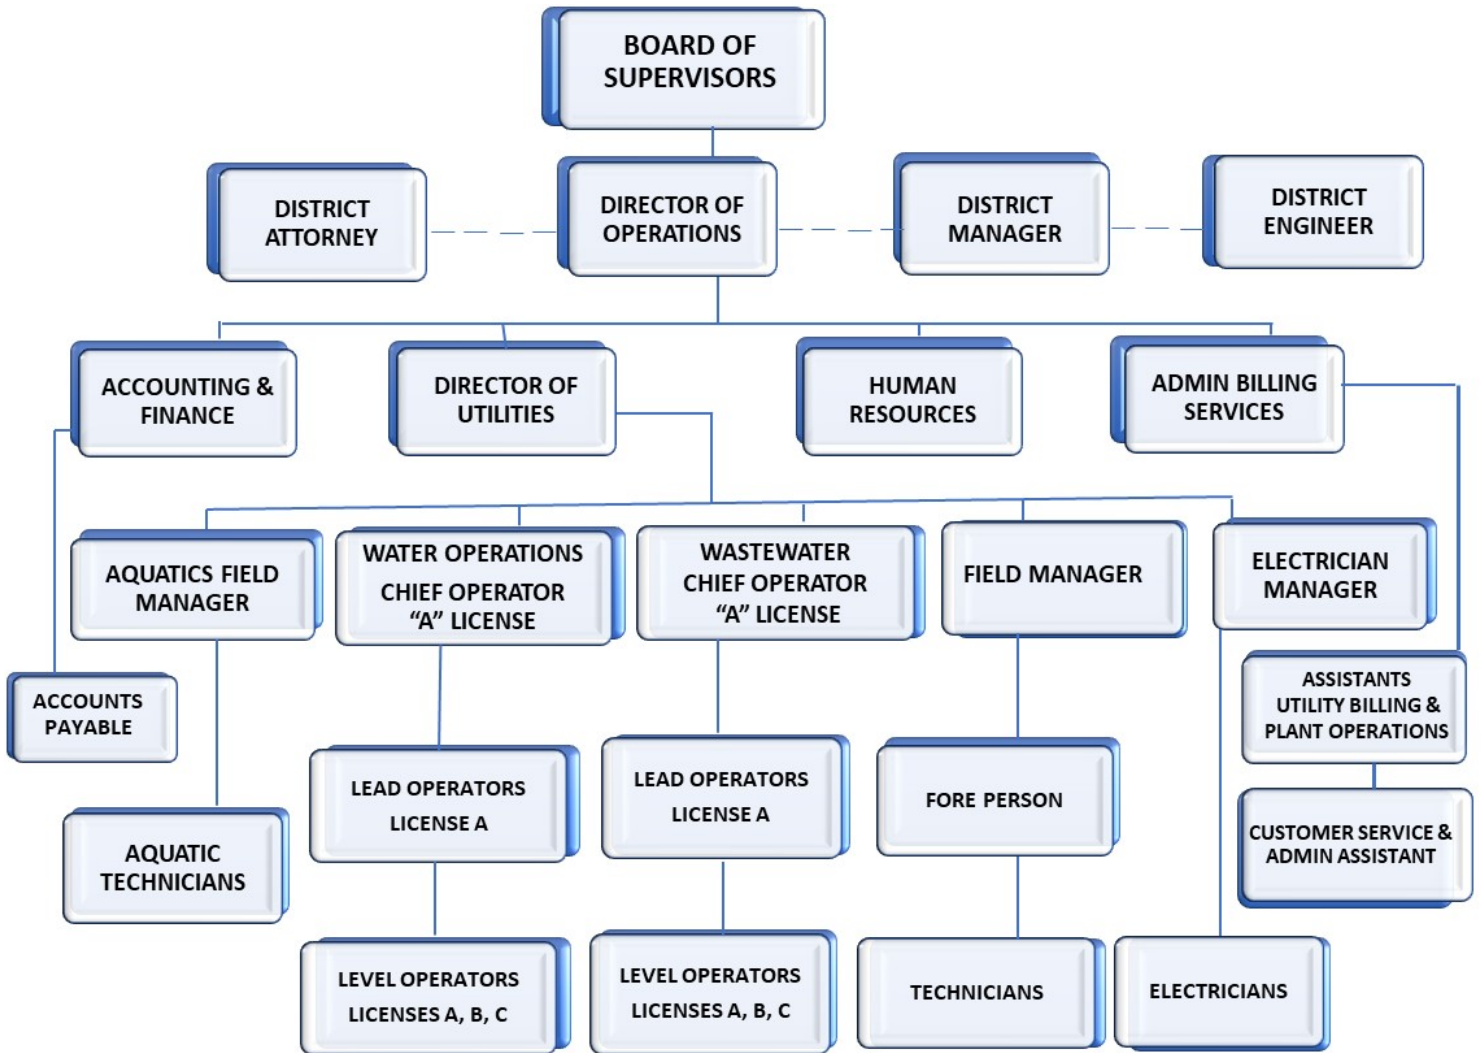 BOARD OF
SUPERVISORS
DISTRICT
ATTORNEY
DIRECTOR OF
OPERATIONS
DISTRICT
MANAGER
DISTRICT
ENGINEER
ACCOUNTING &
FINANCE
DIRECTOR OF
UTILITIES
HUMAN
RESOURCES
ADMIN BILLING
SERVICES
AQUATICS FIELD
MANAGER
WATER OPERATIONS
CHIEF OPERATOR
“A” LICENSE
WASTEWATER
CHIEF OPERATOR
“A” LICENSE
FIELD MANAGER
ELECTRICIAN
MANAGER
ACCOUNTS
PAYABLE
ASSISTANTS
UTILITY BILLING &
PLANT OPERATIONS
LEAD OPERATORS
LICENSE A
LEAD OPERATORS
LICENSE A
FORE PERSON
CUSTOMER SERVICE &
ADMIN ASSISTANT
AQUATIC
TECHNICIANS
LEVEL OPERATORS
LICENSES A, B, C
LEVEL OPERATORS
LICENSES A, B, C
TECHNICIANS
ELECTRICIANS